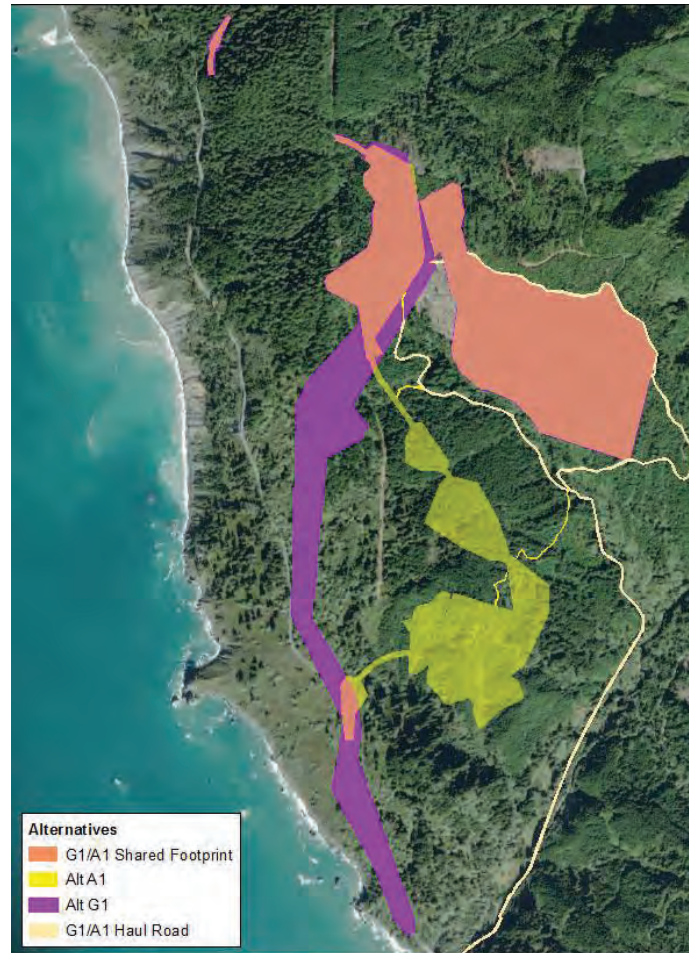 Alternatives
G1/A1 Shared Footprint
Alt A1
Alt G1
G1/A1 Haul Road